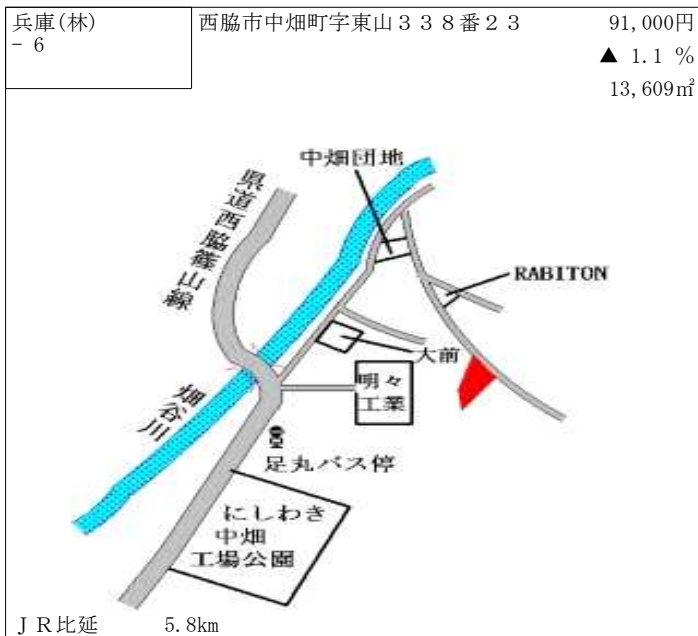 兵庫(林)
－６
西脇市中畑町字東山３３８番２３
91,000円
▲ 1.1 %
13,609㎡
中畑団地
県道西脇篠山線
RABITON
大前
明々
工業
畑谷川
足丸バス停
にしわき
中畑
工場公園
ＪＲ比延 5.8km